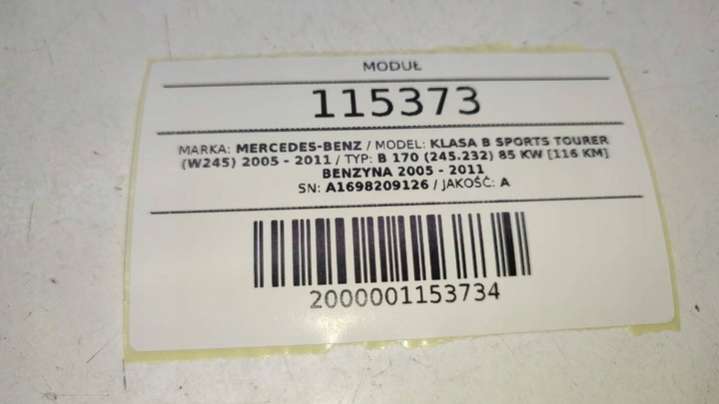 MODUŁ
115373
MARKA: MERCEDES-BENZ / MODEL: KLASA B SPORTS TOURER
(W245) 2005 - 2011 / TYP: B 170 (245.232) 85 KW [116 KM]
BENZYNA 2005 - 2011
SN: A1698209126 / JAKOŚĆ: A
2000001153734